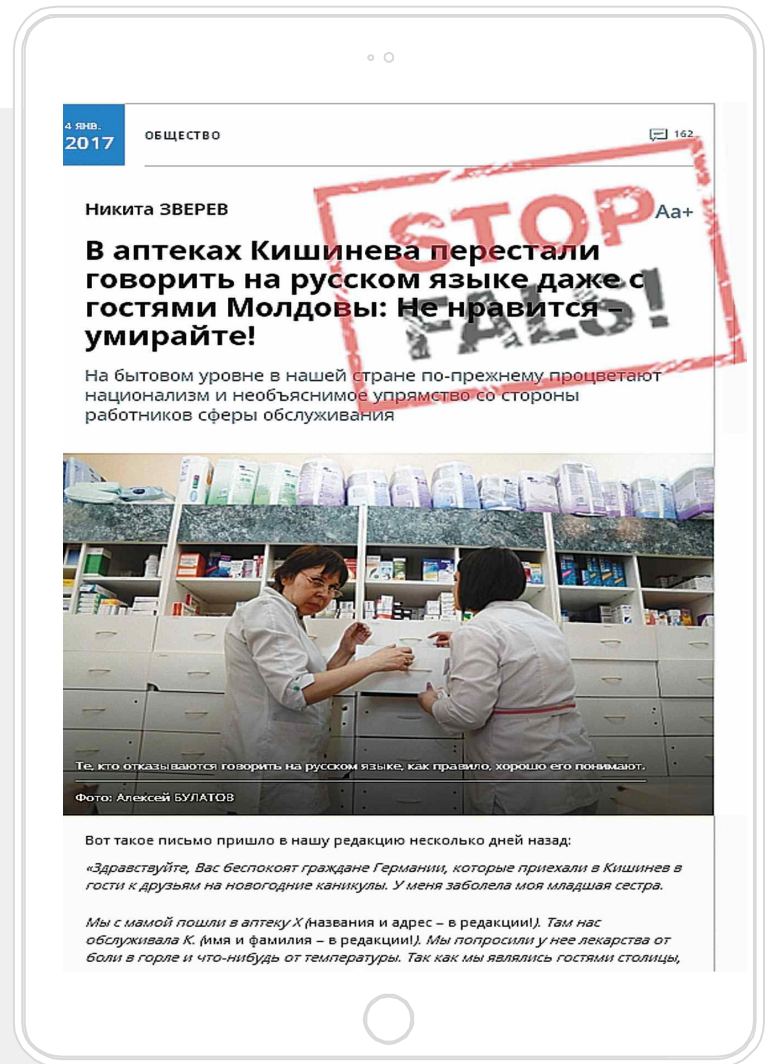 4 ЯНВ.
2017
ОБЩЕСТВО
162
Никита ЗВЕРЕВ
Aa+
STOP
FALS!
В аптеках Кишинева перестали
говорить на русском языке даже с
гостями Молдовы: Не нравится –
умирайте!
На бытовом уровне в нашей стране по-прежнему процветают
национализм и необъяснимое упрямство со стороны
работников сферы обслуживания
Те, кто отказываются говорить на русском языке, как правило, хорошо его понимают.
Фото: Алексей БУЛАТОВ
Вот такое письмо пришло в нашу редакцию несколько дней назад:
«Здравствуйте, Вас беспокоят граждане Германии, которые приехали в Кишинев в
гости к друзьям на новогодние каникулы. У меня заболела моя младшая сестра.
Мы с мамой пошли в аптеку X (названия и адрес – в редакции!). Там нас
обслуживала К. (имя и фамилия – в редакции!). Мы попросили у нее лекарства от
боли в горле и что-нибудь от температуры. Так как мы являлись гостями столицы,